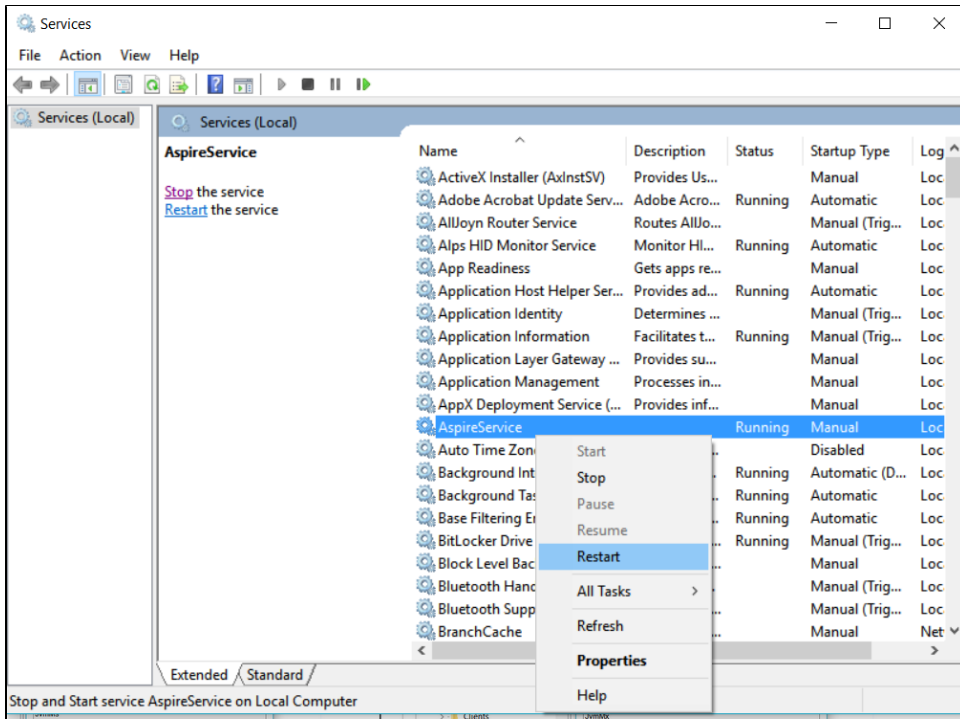 Services
File Action View Help
Services (Local)
Services (Local)
AspireService
Stop the service
Restart the service
Name Description Status Startup Type Log
ActiveX Installer (AxInstSV) Provides Us... Manual Loc
Adobe Acrobat Update Serv... Adobe Acro... Running Automatic Loc
AllJoyn Router Service Routes AllJo... Manual (Trig... Loc
Alps HID Monitor Service Monitor HI... Running Automatic Loc
App Readiness Gets apps re... Manual Loc
Application Host Helper Ser... Provides ad... Running Automatic Loc
Application Identity Determines ... Manual (Trig... Loc
Application Information Facilitates t... Running Manual (Trig... Loc
Application Layer Gateway ... Provides su... Manual Loc
Application Management Processes in... Manual Loc
AppX Deployment Service (... Provides inf... Manual Loc
AspireService Running Manual Loc
Auto Time Zon Disabled Loc
Background Int Running Automatic (D... Loc
Background Tas Running Automatic Loc
Base Filtering E Running Automatic Loc
BitLocker Drive Running Manual (Trig... Loc
Block Level Bac Manual Loc
Bluetooth Hand Manual (Trig... Loc
Bluetooth Supp Manual (Trig... Loc
BranchCache Manual Net
Start
Stop
Pause
Resume
Restart
All Tasks
Refresh
Properties
Help
Extended Standard
Stop and Start service AspireService on Local Computer
Clients